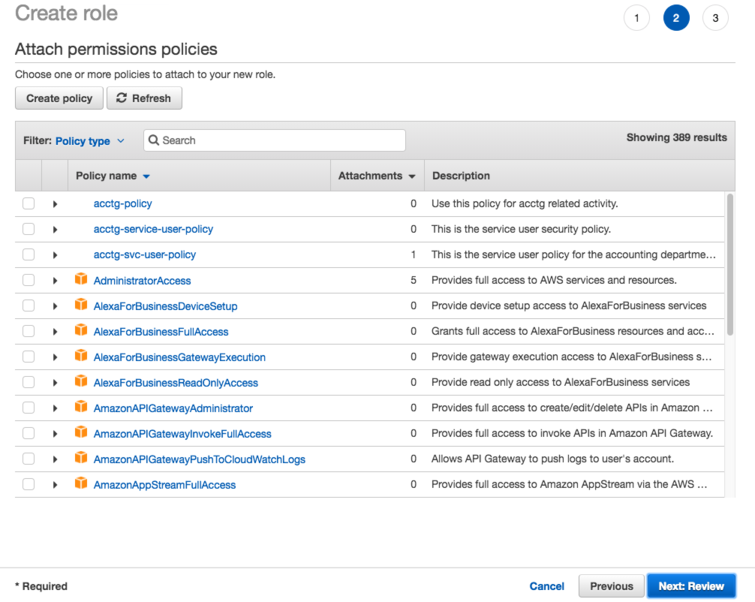 Create role
1 2 3
Attach permissions policies
Choose one or more policies to attach to your new role.
Create policy Refresh
Filter: Policy type Search Showing 389 results
Policy name Attachments Description
acctg-policy 0 Use this policy for acctg related activity.
acctg-service-user-policy 0 This is the service user security policy.
acctg-svc-user-policy 1 This is the service user policy for the accounting departme...
AdministratorAccess 5 Provides full access to AWS services and resources.
AlexaForBusinessDeviceSetup 0 Provide device setup access to AlexaForBusiness services
AlexaForBusinessFullAccess 0 Grants full access to AlexaForBusiness resources and acc...
AlexaForBusinessGatewayExecution 0 Provide gateway execution access to AlexaForBusiness s...
AlexaForBusinessReadOnlyAccess 0 Provide read only access to AlexaForBusiness services
AmazonAPIGatewayAdministrator 0 Provides full access to create/edit/delete APIs in Amazon ...
AmazonAPIGatewayInvokeFullAccess 0 Provides full access to invoke APIs in Amazon API Gateway.
AmazonAPIGatewayPushToCloudWatchLogs 0 Allows API Gateway to push logs to user's account.
AmazonAppStreamFullAccess 0 Provides full access to Amazon AppStream via the AWS ...
* Required Cancel Previous Next: Review